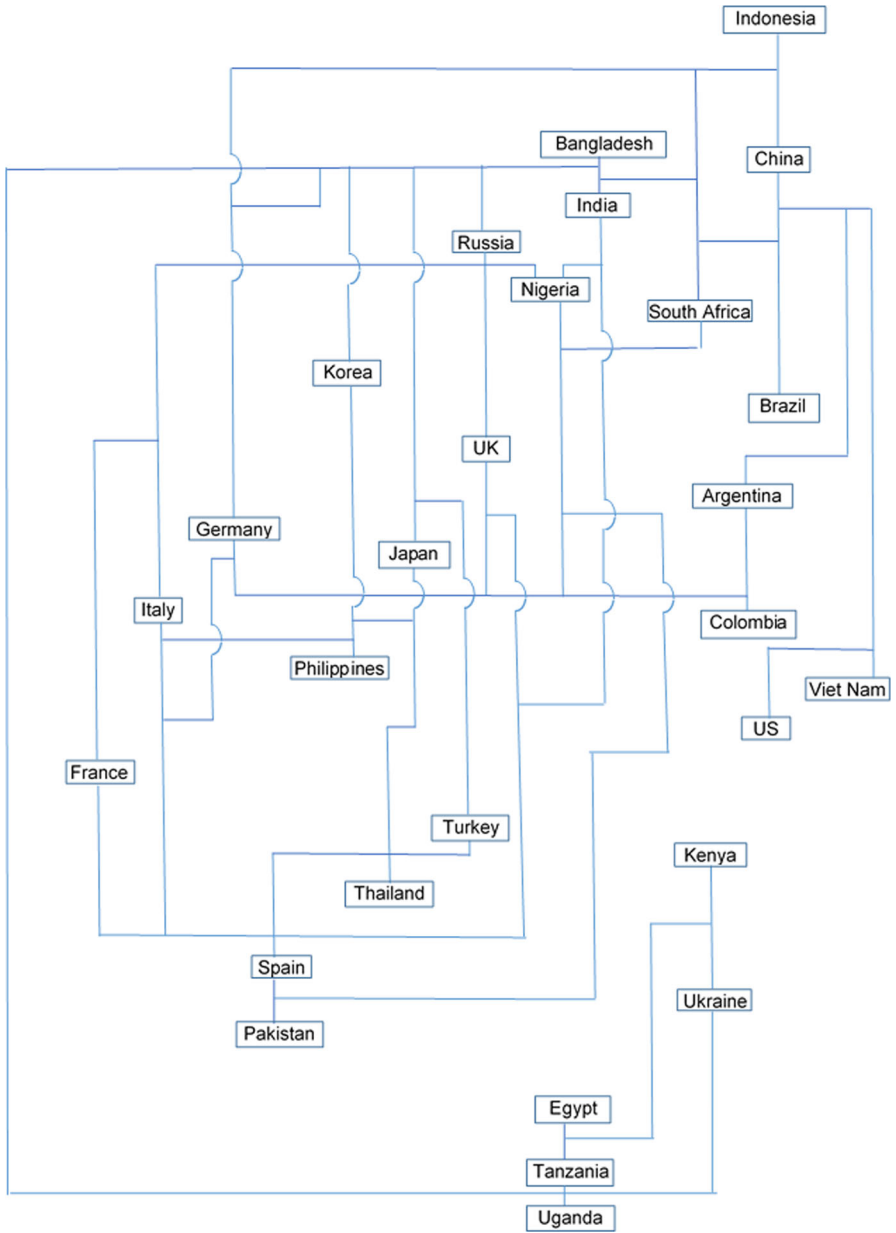 Indonesia
Bangladesh
China
India
Russia
Nigeria
South Africa
Korea
Brazil
UK
Argentina
Germany
Japan
Italy
Colombia
Philippines
Viet Nam
US
France
Turkey
Kenya
Thailand
Spain
Ukraine
Pakistan
Egypt
Tanzania
Uganda